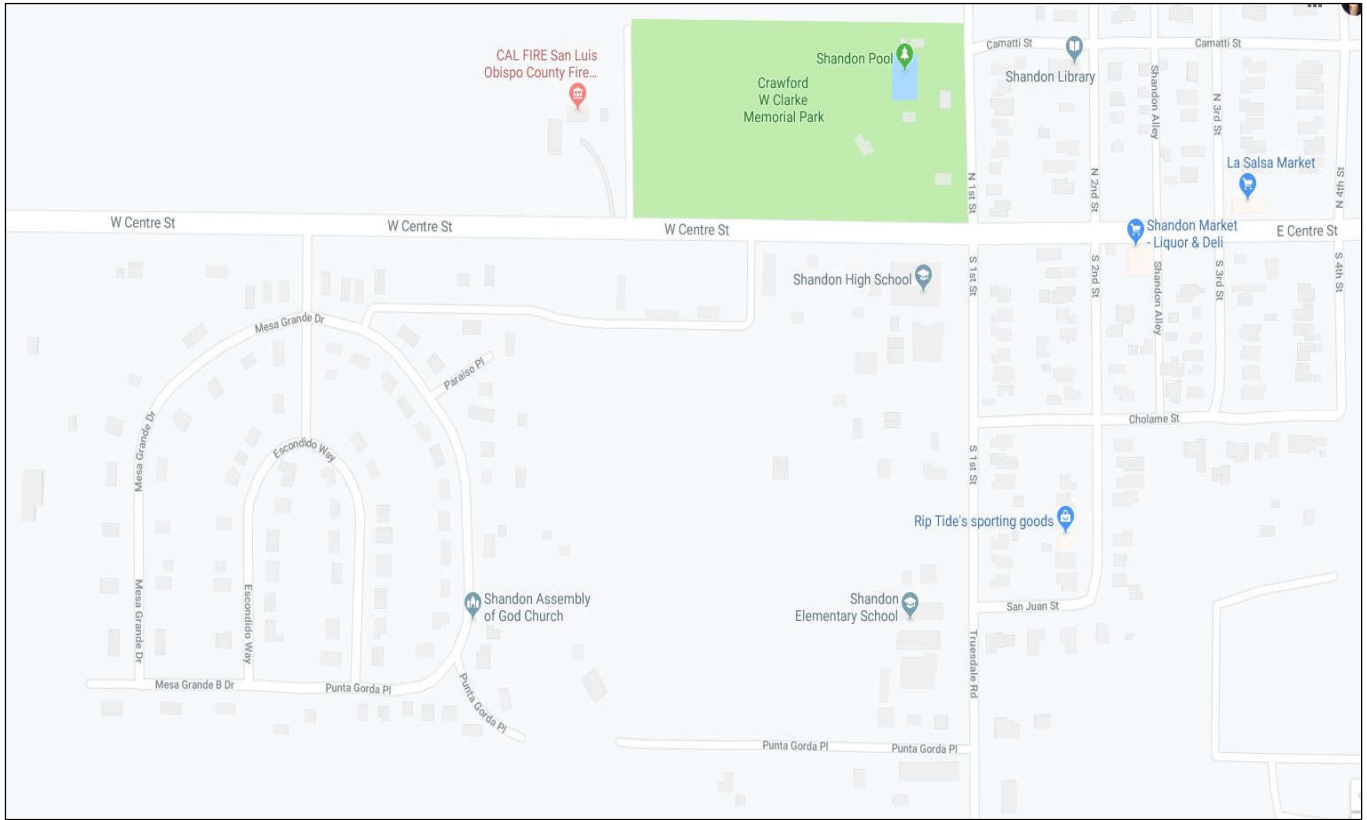 CAL FIRE San Luis
Obispo County Fire...
Shandon Pool
Crawford
W Clarke
Memorial Park
Camatti St
Shandon Library
Camatti St
Shandon Alley
N 3rd St
La Salsa Market
N 1st St
N 2nd St
N 4th St
W Centre St
W Centre St
W Centre St
Shandon Market
- Liquor & Deli
E Centre St
Shandon High School
S 1st St
S 2nd St
Shandon Alley
S 3rd St
S 4th St
Mesa Grande Dr
Paraiso Pl
Mesa Grande Dr
Escondido Way
Cholame St
S 1st St
Rip Tide's sporting goods
Mesa Grande Dr
Escondido Way
Shandon Assembly
of God Church
Shandon
Elementary School
San Juan St
Truesdale Rd
Mesa Grande B Dr
Punta Gorda Pl
Punta Gorda Pl
Punta Gorda Pl
Punta Gorda Pl